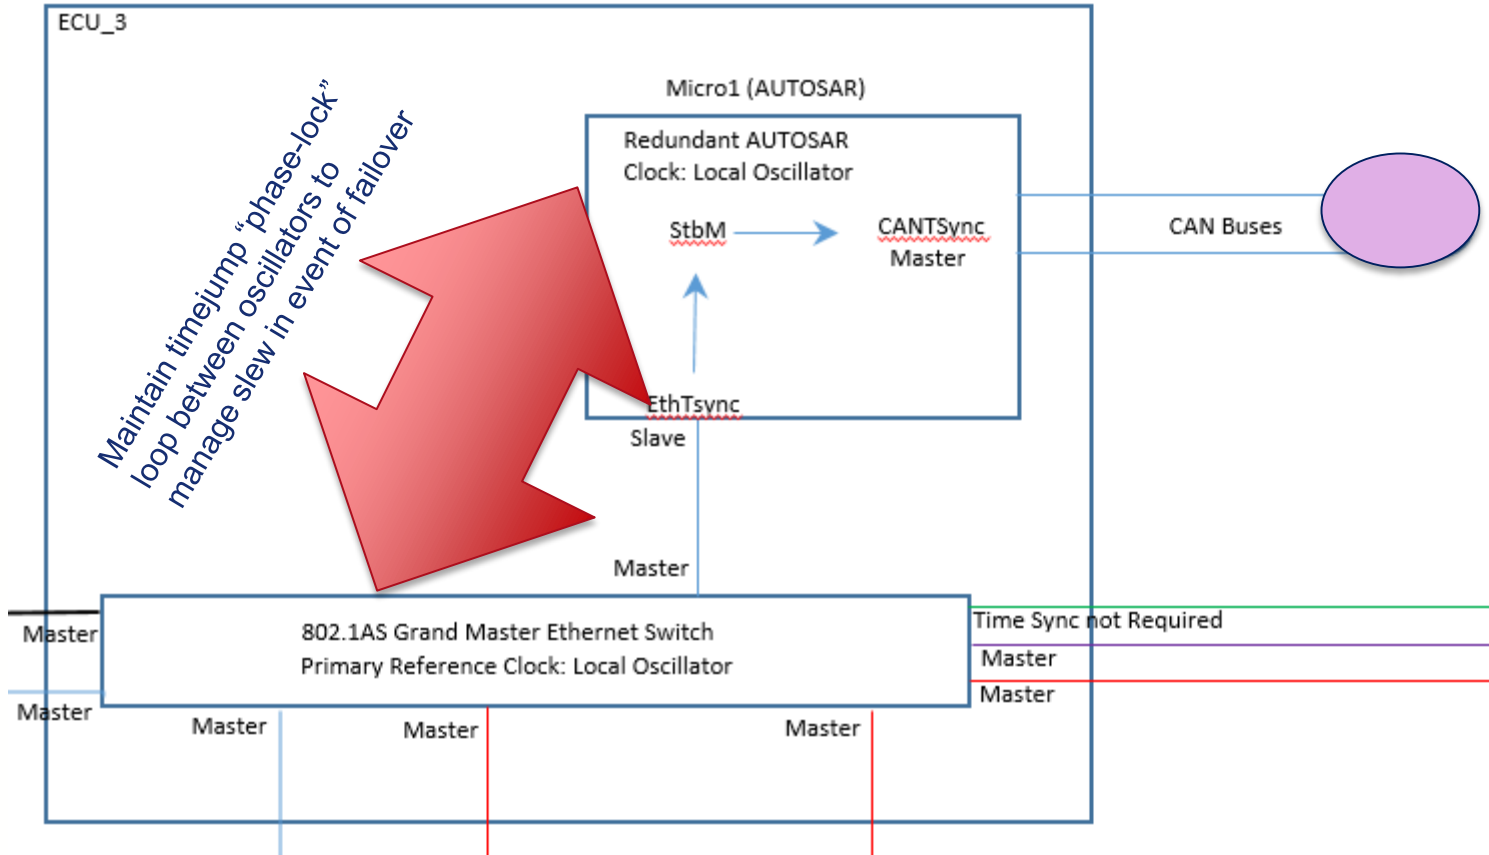 ECU_3
Maintain timejump “phase-lock”
loop between oscillators to
manage slew in event of failover
Micro1 (AUTOSAR)
Redundant AUTOSAR
Clock: Local Oscillator
StbM
CANTSync
Master
CAN Buses
EthTsync
Slave
Master
802.1AS Grand Master Ethernet Switch
Primary Reference Clock: Local Oscillator
Time Sync not Required
Master
Master
Master
Master
Master
Master
Master